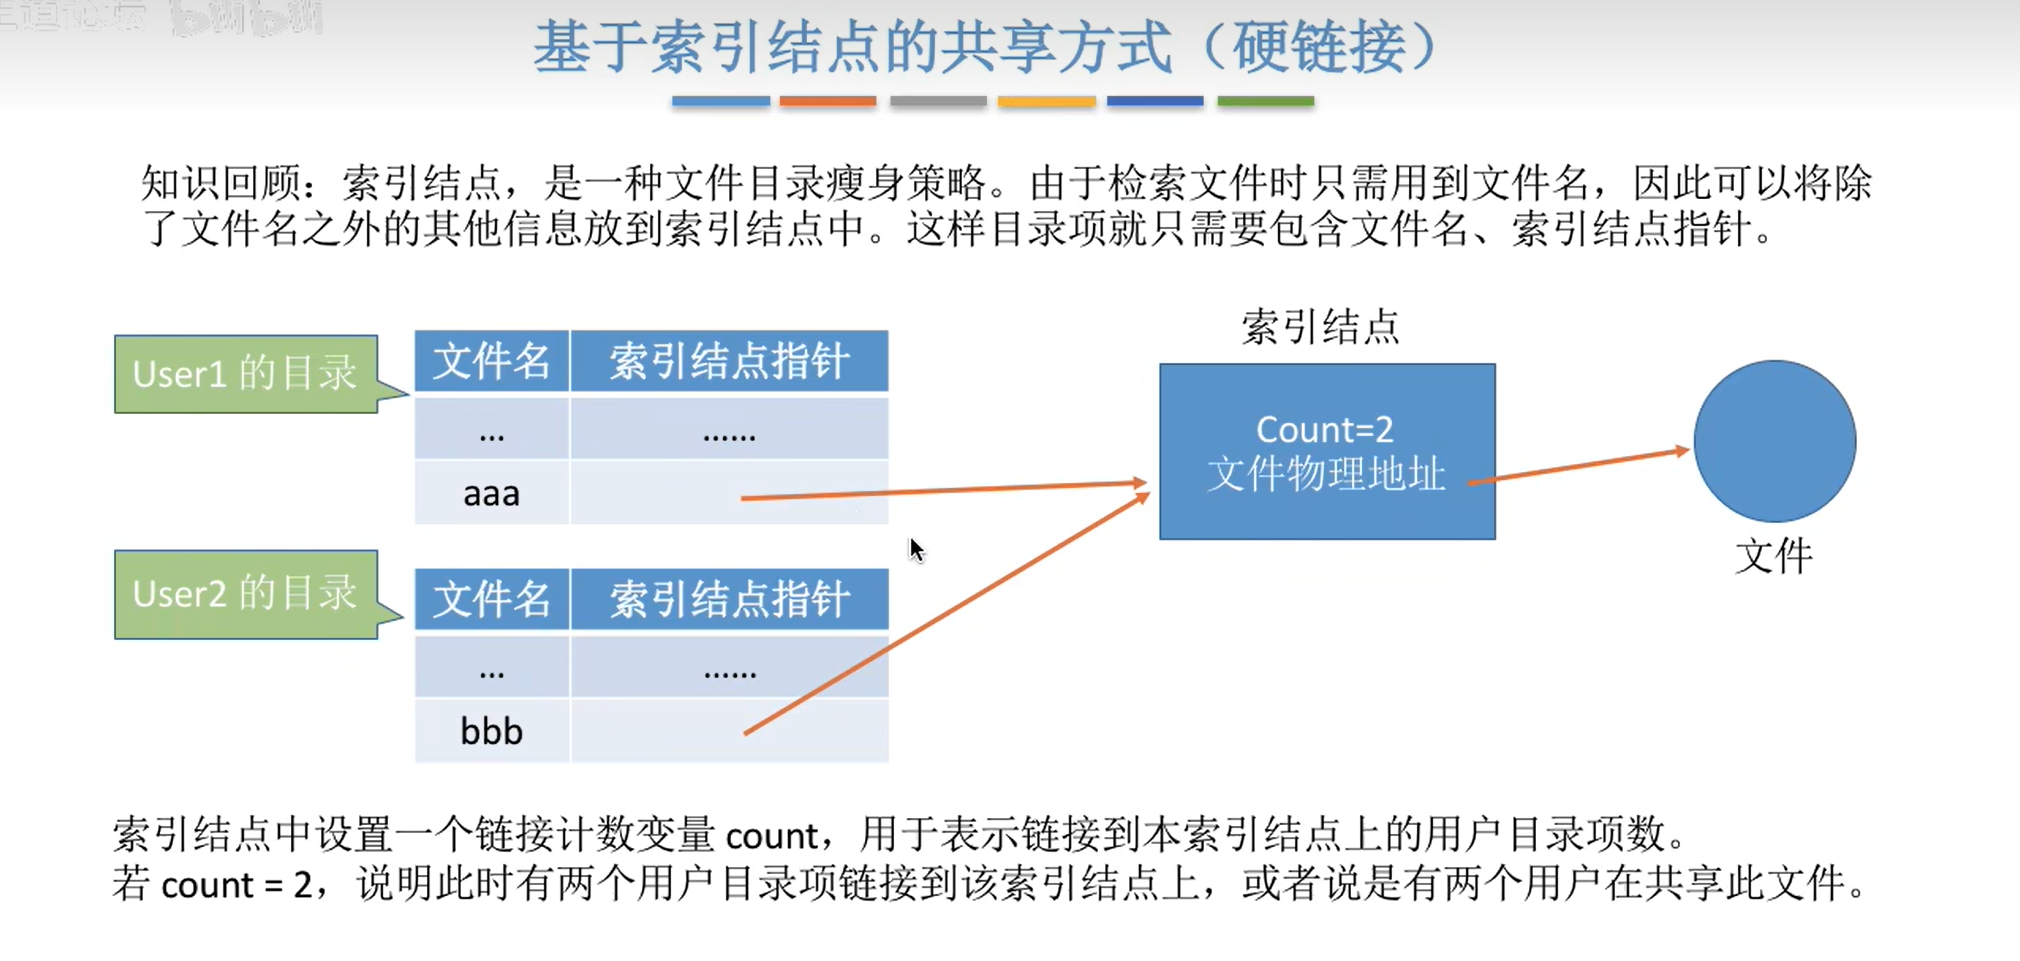 王道论坛 bilibili
基于索引结点的共享方式（硬链接）
知识回顾：索引结点，是一种文件目录瘦身策略。由于检索文件时只需用到文件名，因此可以将除
了文件名之外的其他信息放到索引结点中。这样目录项就只需要包含文件名、索引结点指针。
User1 的目录
文件名 索引结点指针
... ......
aaa
User2 的目录
文件名 索引结点指针
... ......
bbb
索引结点
Count=2
文件物理地址
文件
索引结点中设置一个链接计数变量 count，用于表示链接到本索引结点上的用户目录项数。
若 count = 2，说明此时有两个用户目录项链接到该索引结点上，或者说是有两个用户在共享此文件。